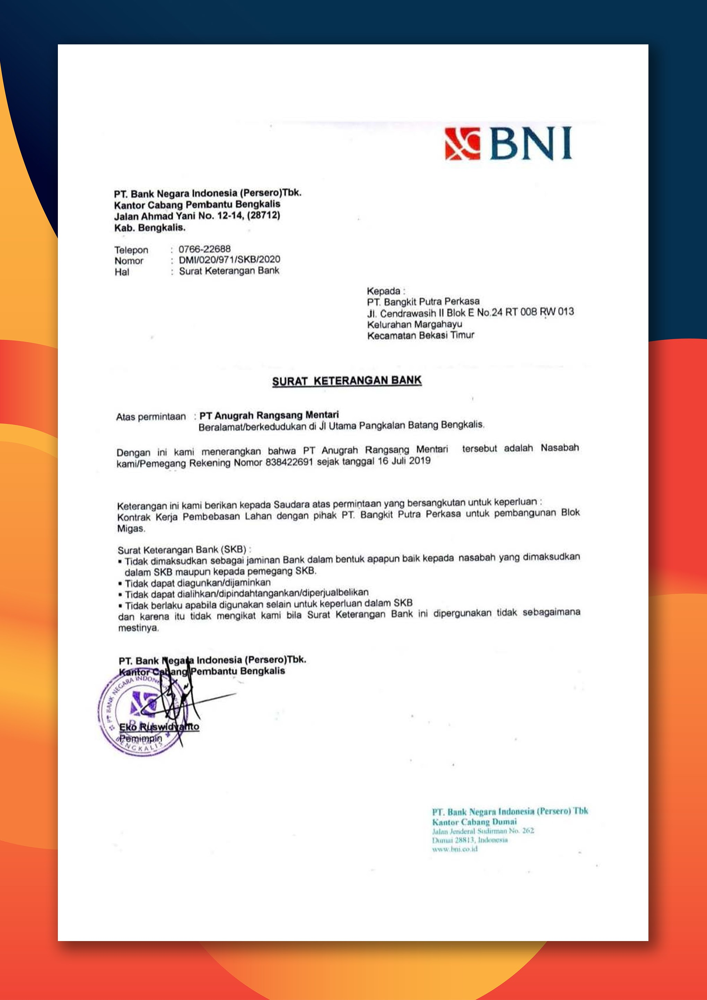 BNI
PT. Bank Negara Indonesia (Persero)Tbk.
Kantor Cabang Pembantu Bengkalis
Jalan Ahmad Yani No. 12-14, (28712)
Kab. Bengkalis.
Telepon : 0766-22688
Nomor : DMI/020/971/SKB/2020
Hal : Surat Keterangan Bank
Kepada :
PT. Bangkit Putra Perkasa
Jl. Cendrawasih II Blok E No.24 RT 008 RW 013
Kelurahan Margahayu
Kecamatan Bekasi Timur
SURAT KETERANGAN BANK
Atas permintaan : PT Anugrah Rangsang Mentari
Beralamat/berkedudukan di Jl Utama Pangkalan Batang Bengkalis.
Dengan ini kami menerangkan bahwa PT Anugrah Rangsang Mentari tersebut adalah Nasabah
kami/Pemegang Rekening Nomor 838422691 sejak tanggal 16 Juli 2019
Keterangan ini kami berikan kepada Saudara atas permintaan yang bersangkutan untuk keperluan :
Kontrak Kerja Pembebasan Lahan dengan pihak PT. Bangkit Putra Perkasa untuk pembangunan Blok
Migas.
Surat Keterangan Bank (SKB) :
▪ Tidak dimaksudkan sebagai jaminan Bank dalam bentuk apapun baik kepada nasabah yang dimaksudkan
dalam SKB maupun kepada pemegang SKB.
▪ Tidak dapat diagunkan/dijaminkan
▪ Tidak dapat dialihkan/dipindahtangankan/diperjualbelikan
▪ Tidak berlaku apabila digunakan selain untuk keperluan dalam SKB
dan karena itu tidak mengikat kami bila Surat Keterangan Bank ini dipergunakan tidak sebagaimana
mestinya.
PT. Bank Negara Indonesia (Persero)Tbk.
Kantor Cabang Pembantu Bengkalis
PT BANK NEGARA
BNI
BENGKALIS
Eko Ruswidyanto
Pemimpin
PT. Bank Negara Indonesia (Persero) Tbk
Kantor Cabang Dumai
Jalan Jenderal Sudirman No. 262
Dumai 28813, Indonesia
www.bni.co.id